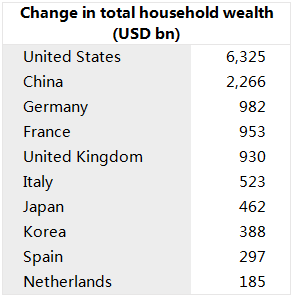 Change in total household wealth
(USD bn)
United States 6,325
China 2,266
Germany 982
France 953
United Kingdom 930
Italy 523
Japan 462
Korea 388
Spain 297
Netherlands 185